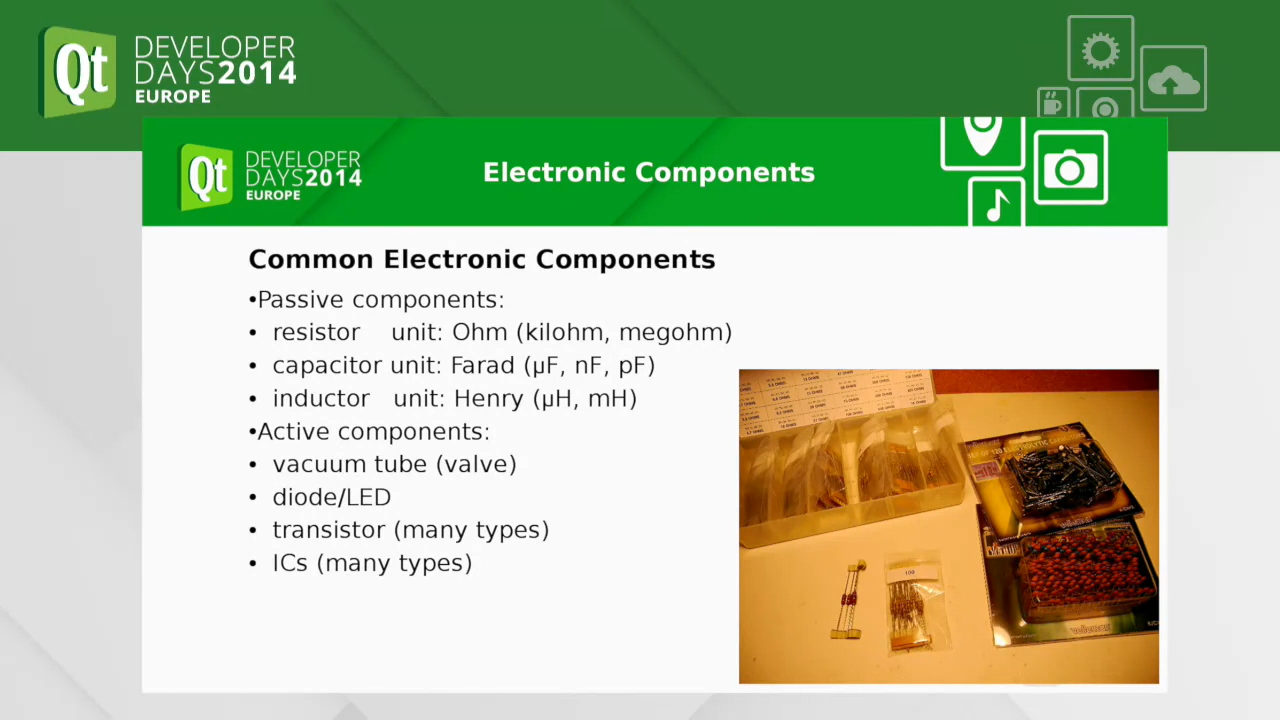 Qt DEVELOPER
DAYS2014
EUROPE
Qt DEVELOPER
DAYS2014
EUROPE
Electronic Components
Common Electronic Components
•Passive components:
• resistor unit: Ohm (kilohm, megohm)
• capacitor unit: Farad (µF, nF, pF)
• inductor unit: Henry (µH, mH)
•Active components:
• vacuum tube (valve)
• diode/LED
• transistor (many types)
• ICs (many types)
velleman